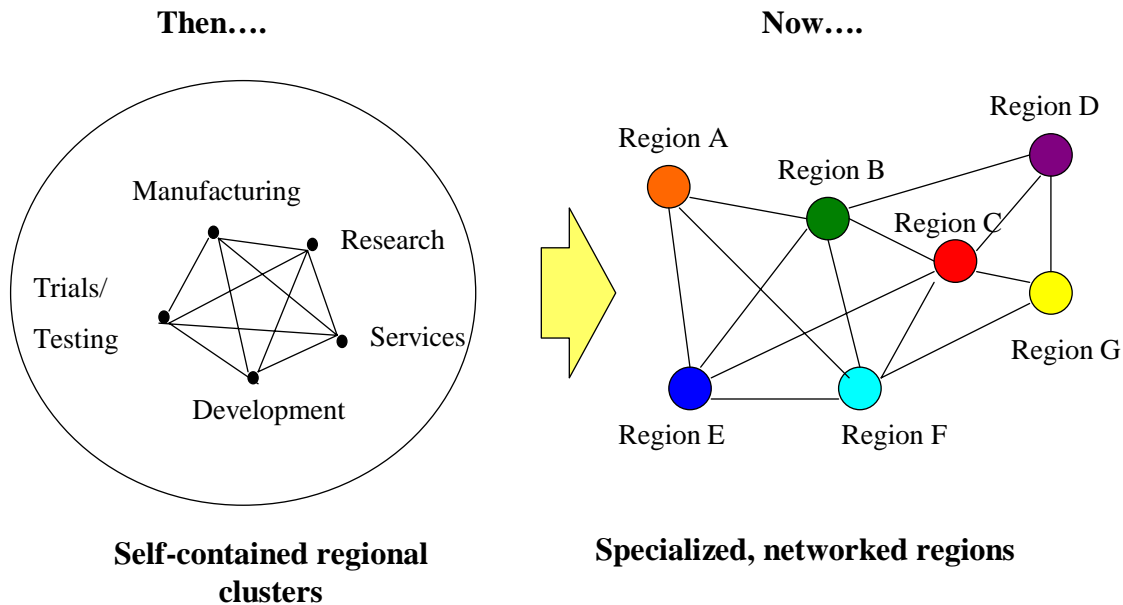 Then….
Manufacturing
Research
Trials/
Testing
Services
Development
Self-contained regional
clusters
Now….
Region D
Region A
Region B
Region C
Region G
Region E
Region F
Specialized, networked regions